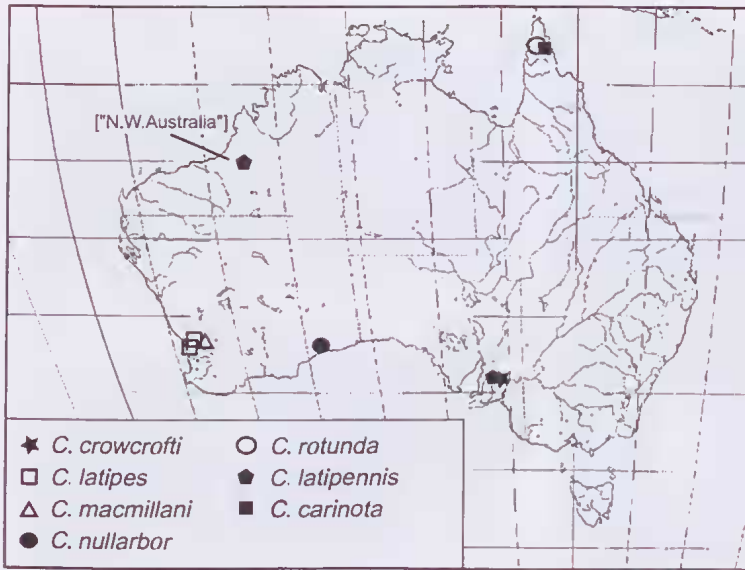 ["N.W.Australia"]
C. crowcrofti
C. latipes
C. macmillani
C. nullarbor
C. rotunda
C. latipennis
C. carinota